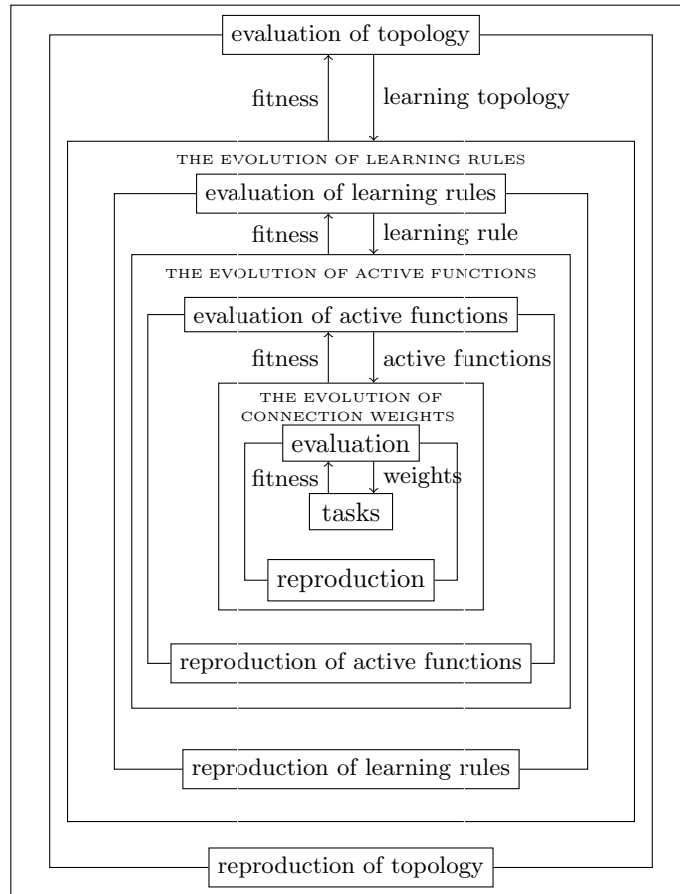 evaluation of topology
fitness
learning topology
THE EVOLUTION OF LEARNING RULES
evaluation of learning rules
fitness
learning rule
THE EVOLUTION OF ACTIVE FUNCTIONS
evaluation of active functions
fitness
active functions
THE EVOLUTION OF
CONNECTION WEIGHTS
evaluation
fitness
weights
tasks
reproduction
reproduction of active functions
reproduction of learning rules
reproduction of topology